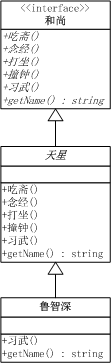 <<interface>>
和尚
+吃斋()
+念经()
+打坐()
+撞钟()
+习武()
+getName() : string
天星
+吃斋()
+念经()
+打坐()
+撞钟()
+习武()
+getName() : string
鲁智深
+习武()
+getName() : string